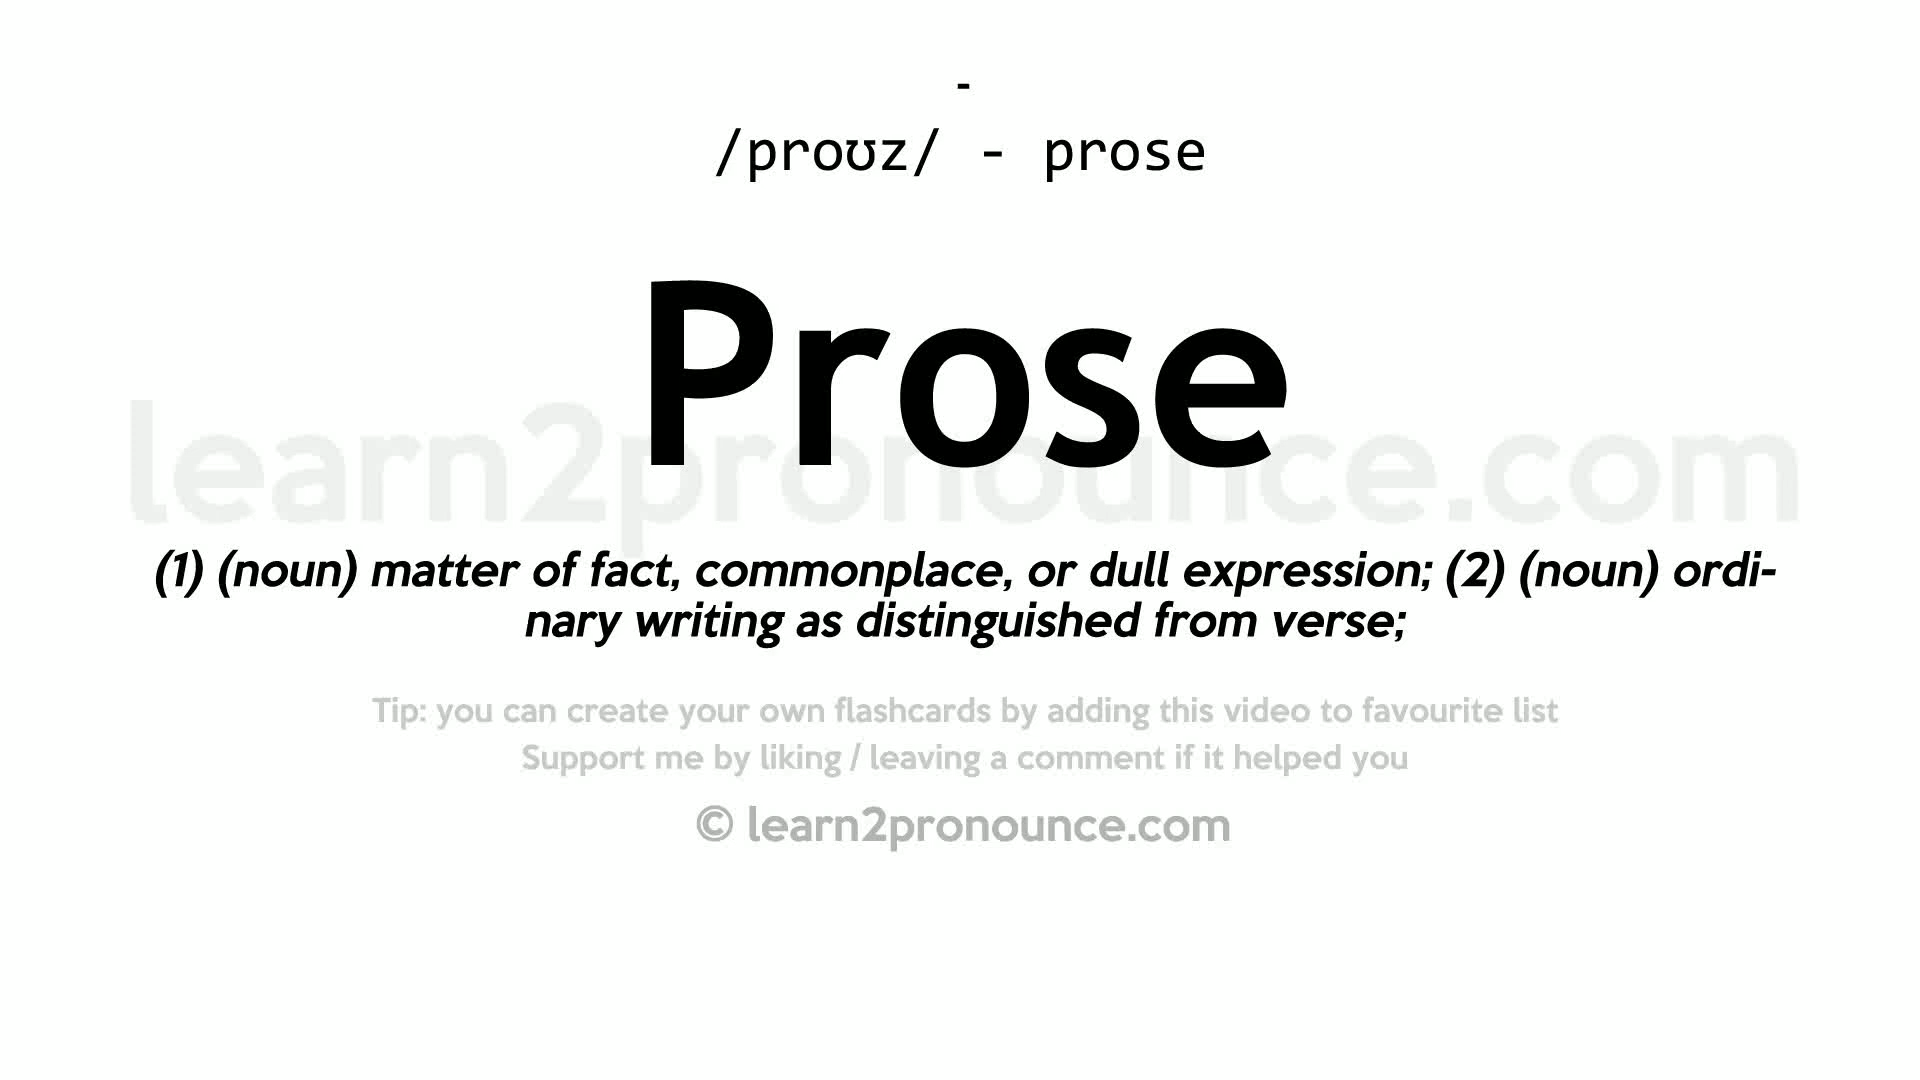 -
/proʊz/ - prose
Prose
learn2pronounce.com
(1) (noun) matter of fact, commonplace, or dull expression; (2) (noun) ordi-
nary writing as distinguished from verse;
Tip: you can create your own flashcards by adding this video to favourite list
Support me by liking / leaving a comment if it helped you
© learn2pronounce.com